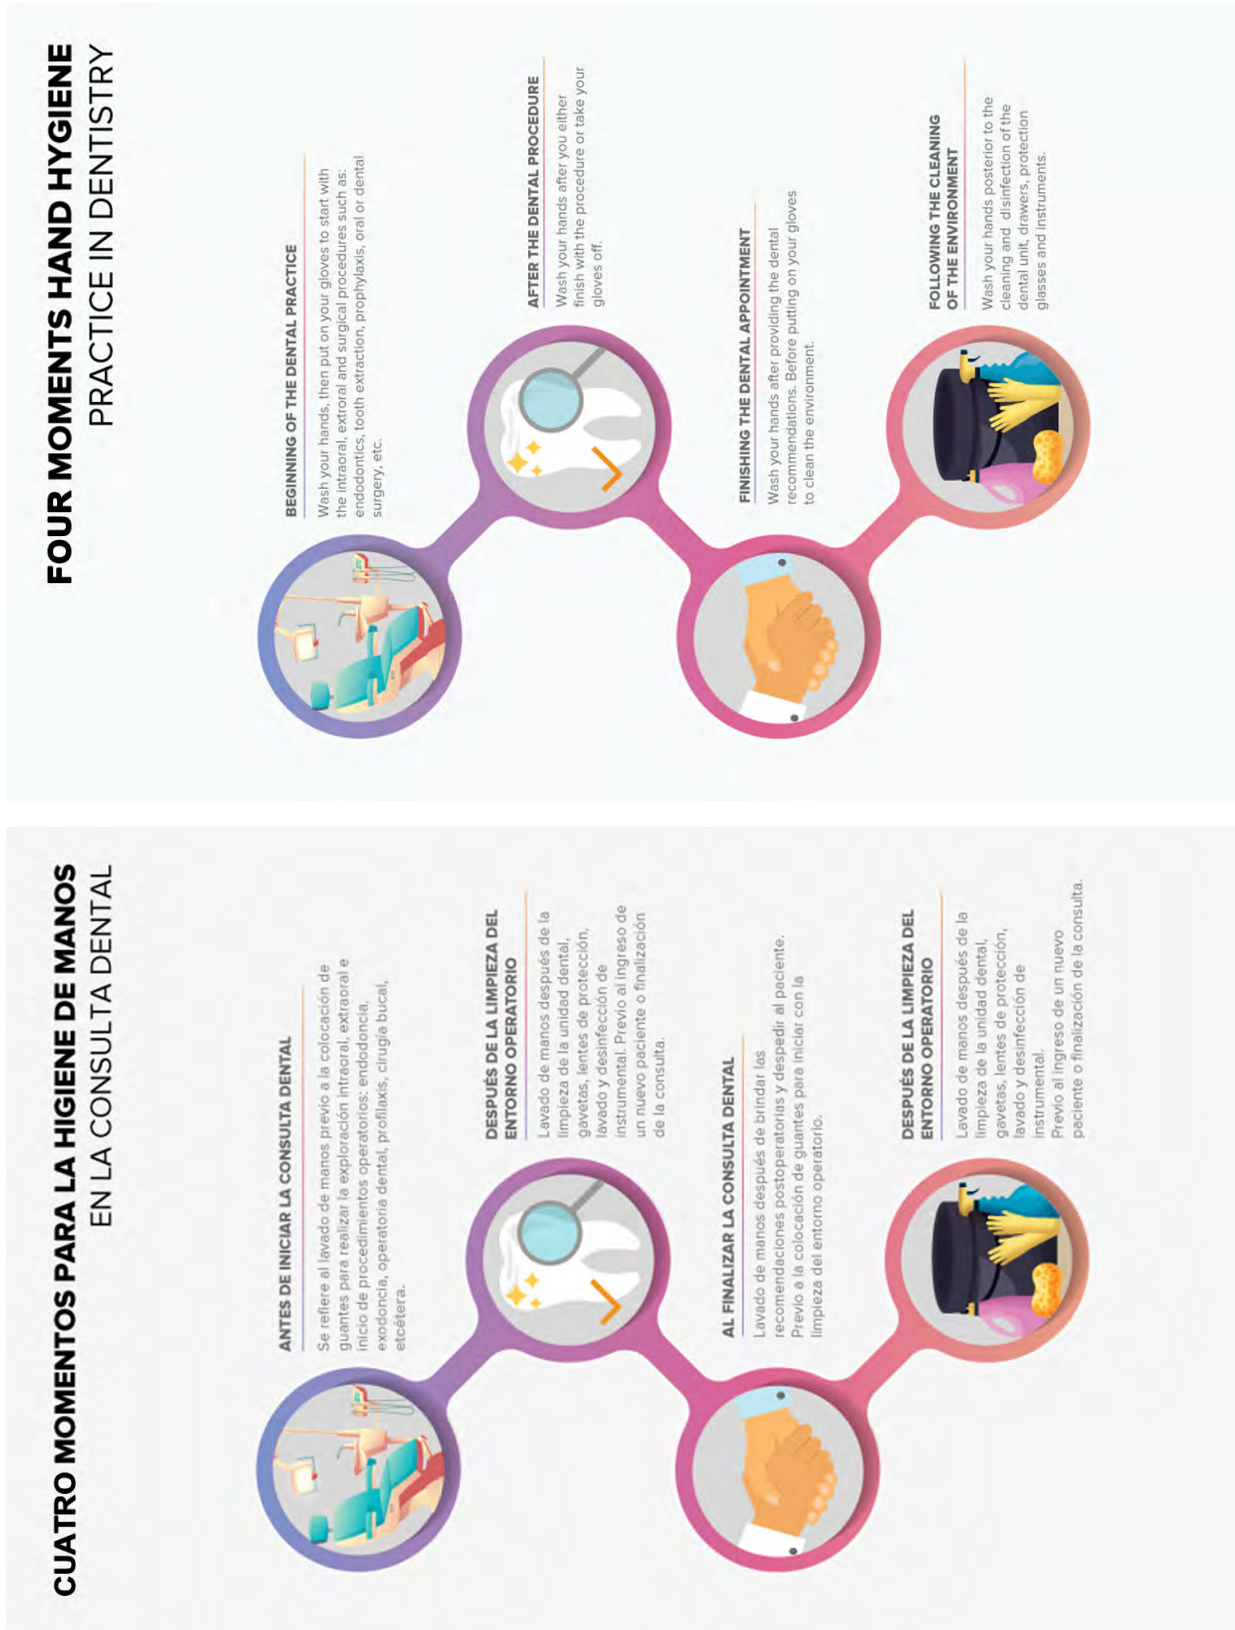 FOUR MOMENTS HAND HYGIENE
PRACTICE IN DENTISTRY
BEGINNING OF THE DENTAL PRACTICE
Wash your hands, then put on your gloves to start with
the intraoral, extroral and surgical procedures such as:
endodontics, tooth extraction, prophylaxis, oral or dental
surgery, etc.
AFTER THE DENTAL PROCEDURE
Wash your hands after you either
finish with the procedure or take your
gloves off.
FINISHING THE DENTAL APPOINTMENT
Wash your hands after providing the dental
recommendations. Before putting on your gloves
to clean the environment.
FOLLOWING THE CLEANING
OF THE ENVIRONMENT
Wash your hands posterior to the
cleaning and disinfection of the
dental unit, drawers, protection
glasses and instruments.
CUATRO MOMENTOS PARA LA HIGIENE DE MANOS
EN LA CONSULTA DENTAL
ANTES DE INICIAR LA CONSULTA DENTAL
Se refiere al lavado de manos previo a la colocación de
guantes para realizar la exploración intraoral, extraoral e
inicio de procedimientos operatorios: endodoncia,
exodoncia, operatoria dental, profilaxis, cirugía bucal,
etcétera.
DESPUÉS DE LA LIMPIEZA DEL
ENTORNO OPERATORIO
Lavado de manos después de la
limpieza de la unidad dental,
gavetas, lentes de protección,
lavado y desinfección de
instrumental. Previo al ingreso de
un nuevo paciente o finalización
de la consulta.
AL FINALIZAR LA CONSULTA DENTAL
Lavado de manos después de brindar las
recomendaciones postoperatorias y despedir al paciente.
Previo a la colocación de guantes para iniciar con la
limpieza del entorno operatorio.
DESPUÉS DE LA LIMPIEZA DEL
ENTORNO OPERATORIO
Lavado de manos después de la
limpieza de la unidad dental,
gavetas, lentes de protección,
lavado y desinfección de
instrumental.
Previo al ingreso de un nuevo
paciente o finalización de la consulta.